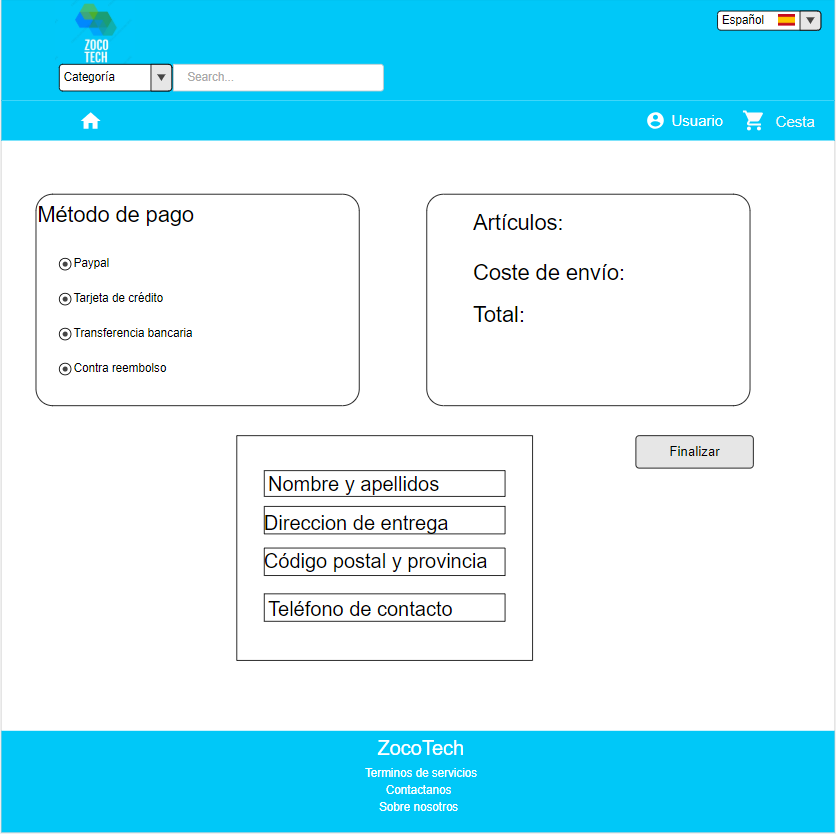 ZOCO
TECH
Español
Categoría
Search...
Usuario
Cesta
Método de pago
Paypal
Tarjeta de crédito
Transferencia bancaria
Contra reembolso
Artículos:
Coste de envío:
Total:
Finalizar
Nombre y apellidos
Direccion de entrega
Código postal y provincia
Teléfono de contacto
ZocoTech
Terminos de servicios
Contactanos
Sobre nosotros